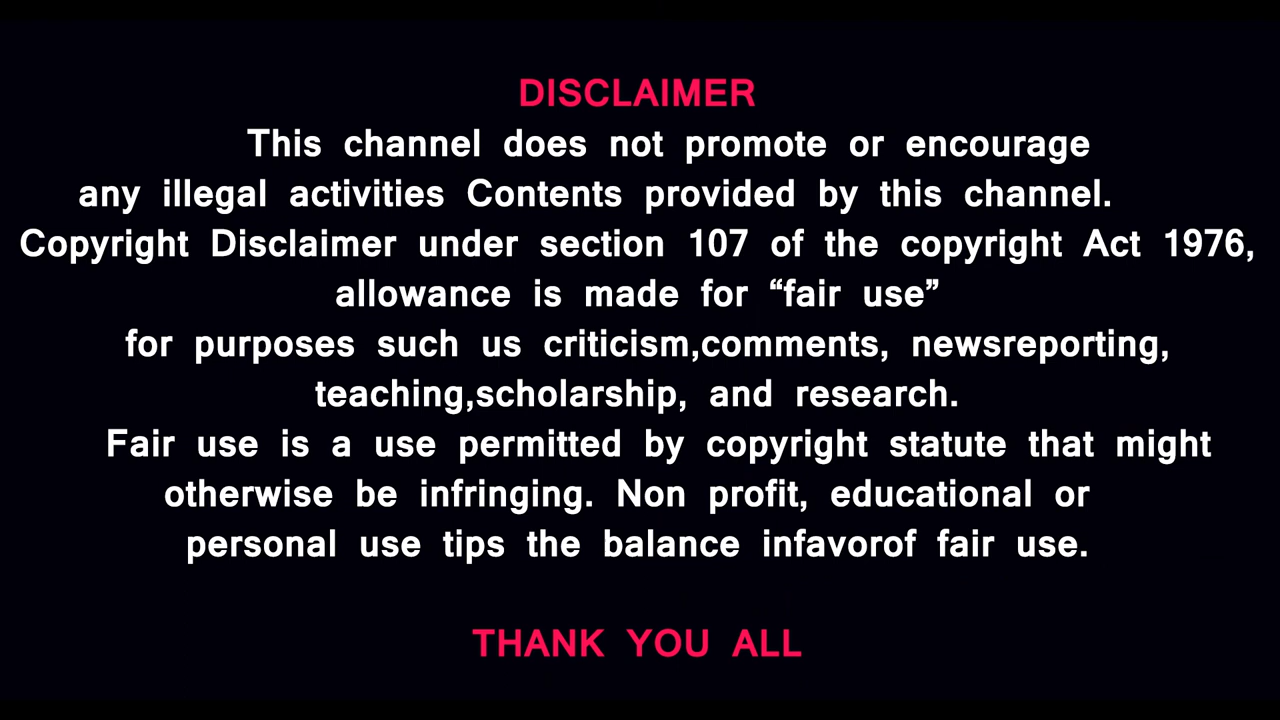 DISCLAIMER
This channel does not promote or encourage
any illegal activities Contents provided by this channel.
Copyright Disclaimer under section 107 of the copyright Act 1976,
allowance is made for “fair use”
for purposes such us criticism,comments, newsreporting,
teaching,scholarship, and research.
Fair use is a use permitted by copyright statute that might
otherwise be infringing. Non profit, educational or
personal use tips the balance infavorof fair use.
THANK YOU ALL